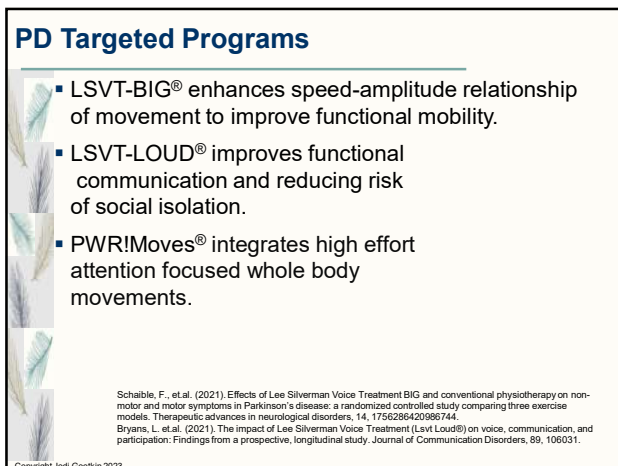 PD Targeted Programs
▪ LSVT-BIG® enhances speed-amplitude relationship
of movement to improve functional mobility.
▪ LSVT-LOUD® improves functional
communication and reducing risk
of social isolation.
▪ PWR!Moves® integrates high effort
attention focused whole body
movements.
Schaible, F., et.al. (2021). Effects of Lee Silverman Voice Treatment BIG and conventional physiotherapy on non-
motor and motor symptoms in Parkinson's disease: a randomized controlled study comparing three exercise
models. Therapeutic advances in neurological disorders, 14, 1756286420986744.
Bryans, L. et.al. (2021). The impact of Lee Silverman Voice Treatment (Lsvt Loud®) on voice, communication, and
participation: Findings from a prospective, longitudinal study. Journal of Communication Disorders, 89, 106031.
Copyright Jodi